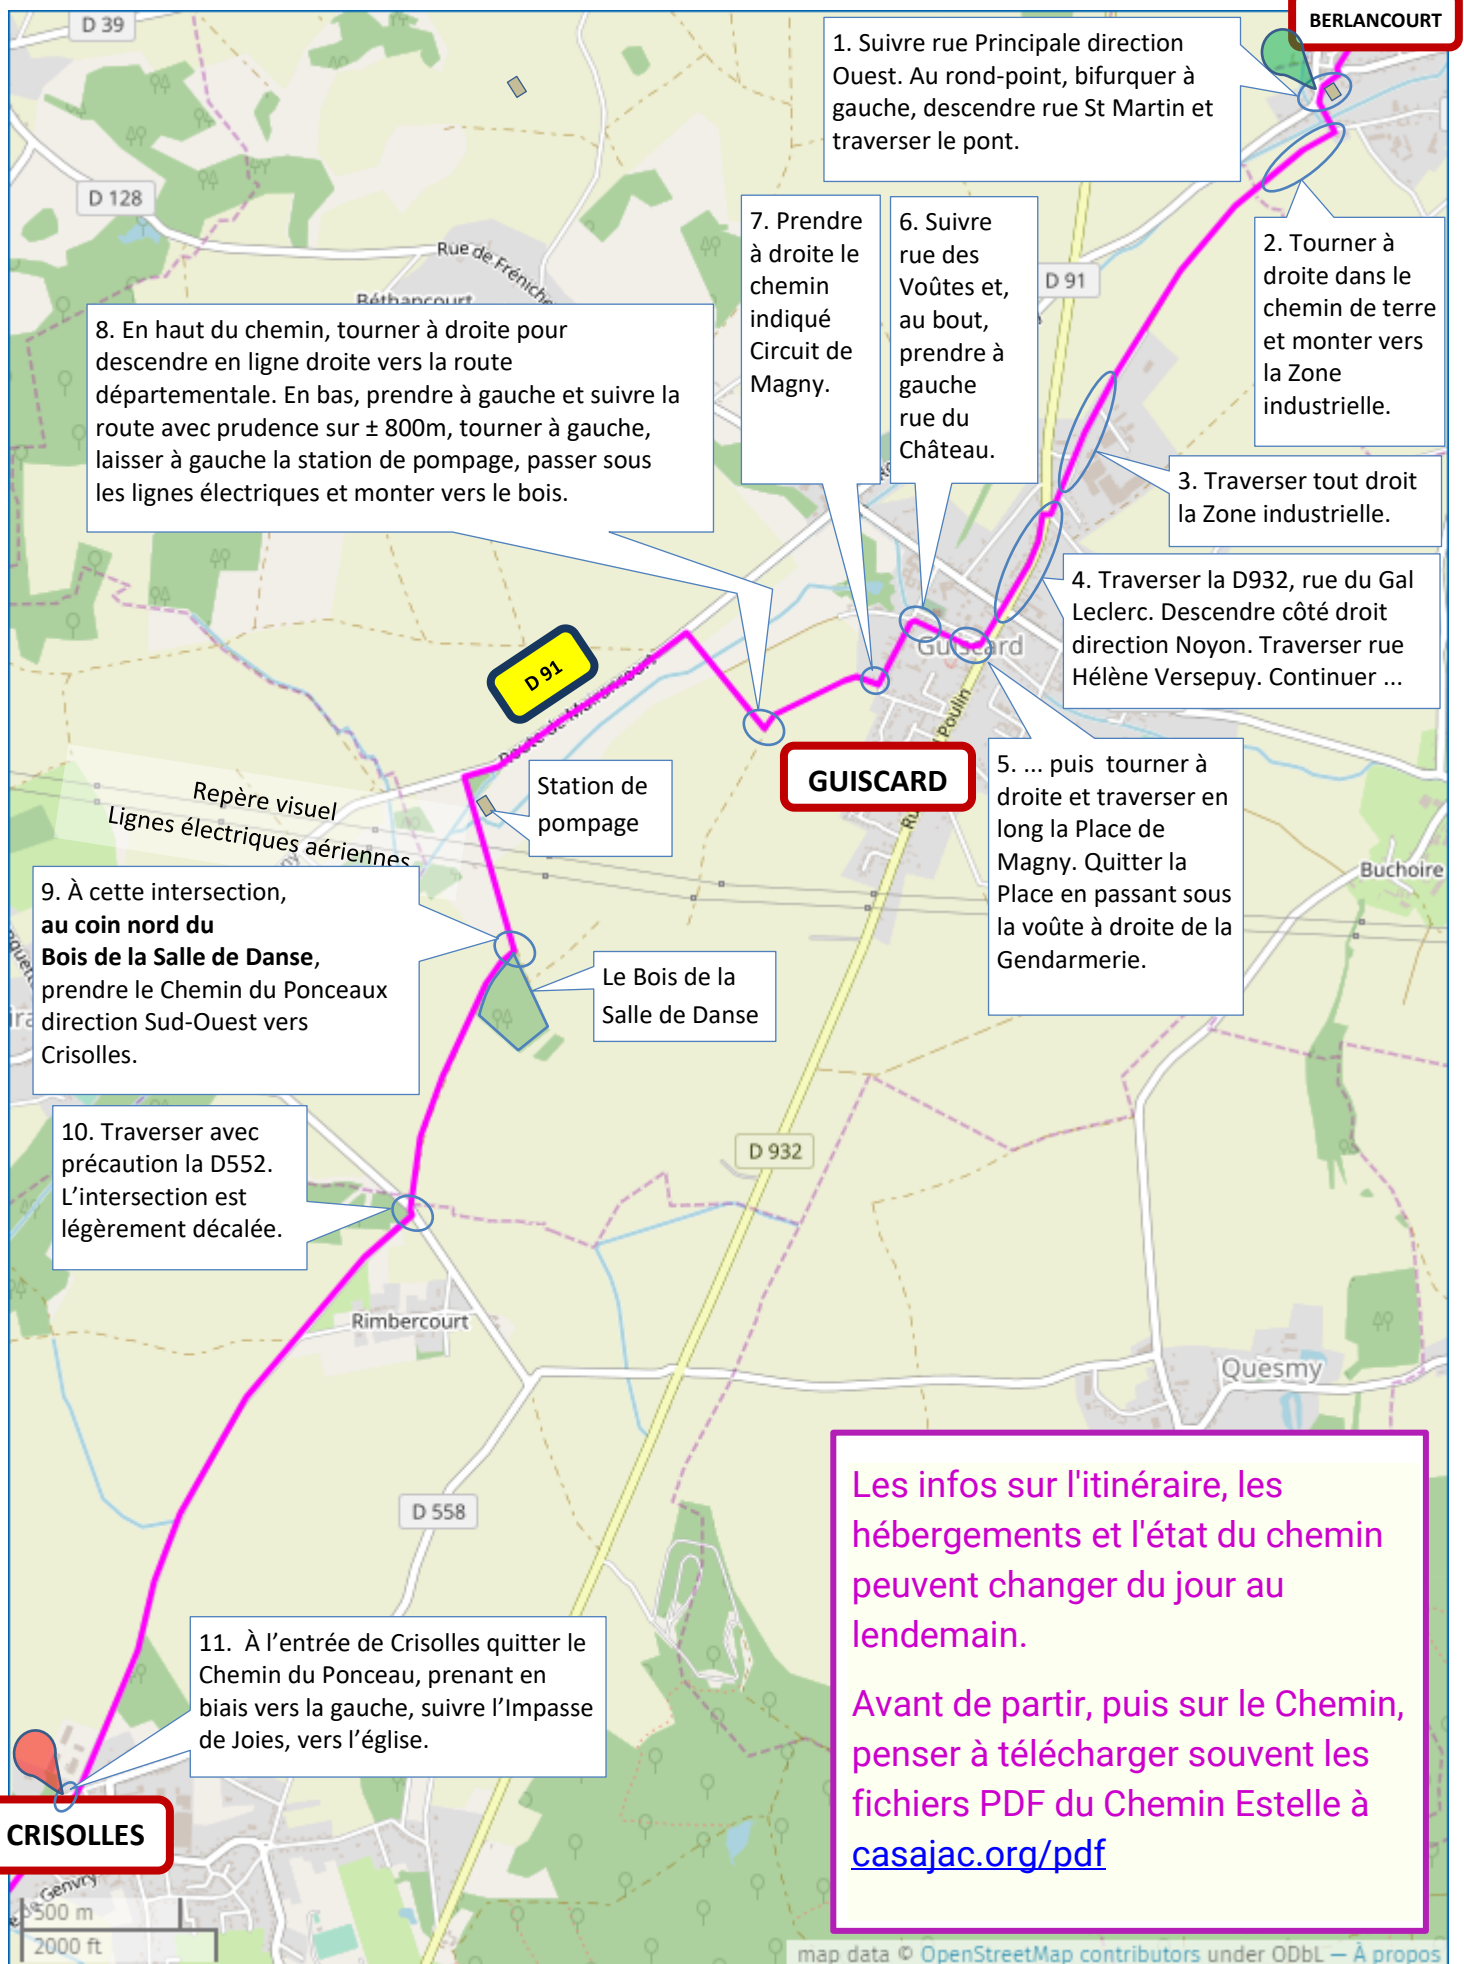 BERLANCOURT
D 39
1. Suivre rue Principale direction
Ouest. Au rond-point, bifurquer à
gauche, descendre rue St Martin et
traverser le pont.
D 128
Rue de Fréniche
Béthancourt
7. Prendre
à droite le
chemin
indiqué
Circuit de
Magny.
6. Suivre
rue des
Voûtes et,
au bout,
prendre à
gauche
rue du
Château.
D 91
2. Tourner à
droite dans le
chemin de terre
et monter vers
la Zone
industrielle.
8. En haut du chemin, tourner à droite pour
descendre en ligne droite vers la route
départementale. En bas, prendre à gauche et suivre la
route avec prudence sur ± 800m, tourner à gauche,
laisser à gauche la station de pompage, passer sous
les lignes électriques et monter vers le bois.
3. Traverser tout droit
la Zone industrielle.
4. Traverser la D932, rue du Gal
Leclerc. Descendre côté droit
direction Noyon. Traverser rue
Hélène Versepuy. Continuer ...
Guiscard
D 91
Route de
Poulin
GUISCARD
5. ... puis  tourner à
droite et traverser en
long la Place de
Magny. Quitter la
Place en passant sous
la voûte à droite de la
Gendarmerie.
Repère visuel
Lignes électriques aériennes
Station de
pompage
Buchoire
9. À cette intersection,
au coin nord du
Bois de la Salle de Danse,
prendre le Chemin du Ponceaux
direction Sud-Ouest vers
Crisolles.
Le Bois de la
Salle de Danse
10. Traverser avec
précaution la D552.
L’intersection est
légèrement décalée.
D 932
Rimbercourt
Quesmy
D 558
Les infos sur l'itinéraire, les
hébergements et l'état du chemin
peuvent changer du jour au
lendemain.
Avant de partir, puis sur le Chemin,
penser à télécharger souvent les
fichiers PDF du Chemin Estelle à
casajac.org/pdf
11.  À l’entrée de Crisolles quitter le
Chemin du Ponceau, prenant en
biais vers la gauche, suivre l’Impasse
de Joies, vers l’église.
CRISOLLES
de Genvry
500 m
2000 ft
map data © OpenStreetMap contributors under ODbL — À propos